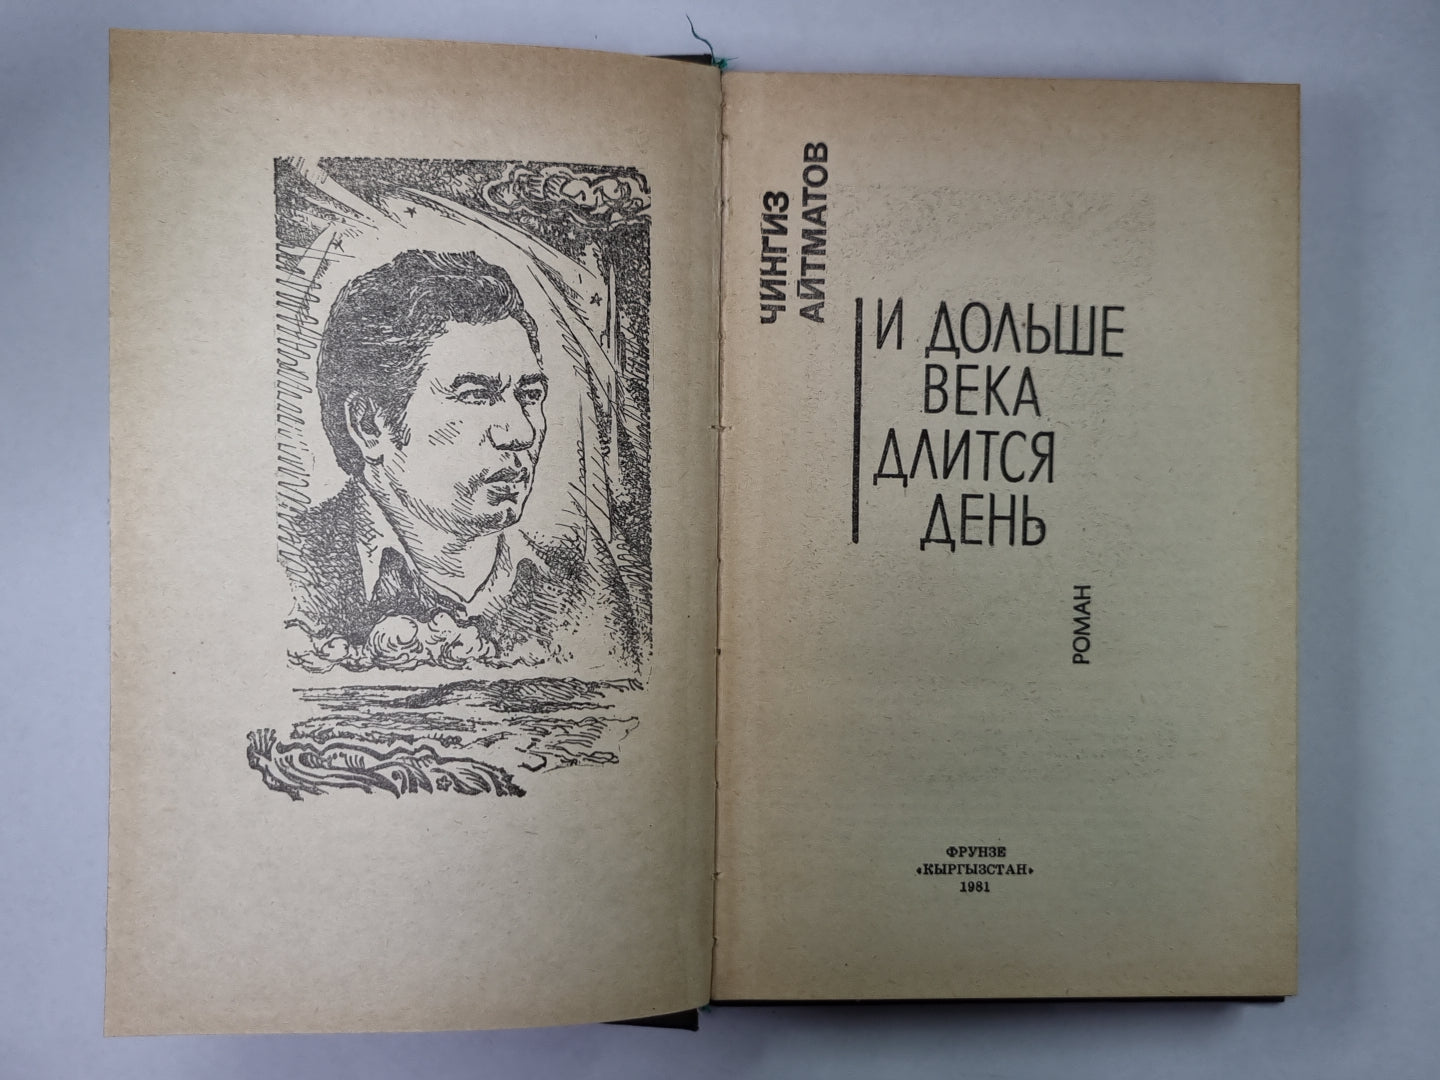 ЧИНГИЗ
АЙТМАТОВ
И ДОЛЬШЕ
ВЕКА
ДЛИТСЯ
ДЕНЬ
РОМАН
ФРУНЗЕ
«КЫРГЫЗСТАН»
1981